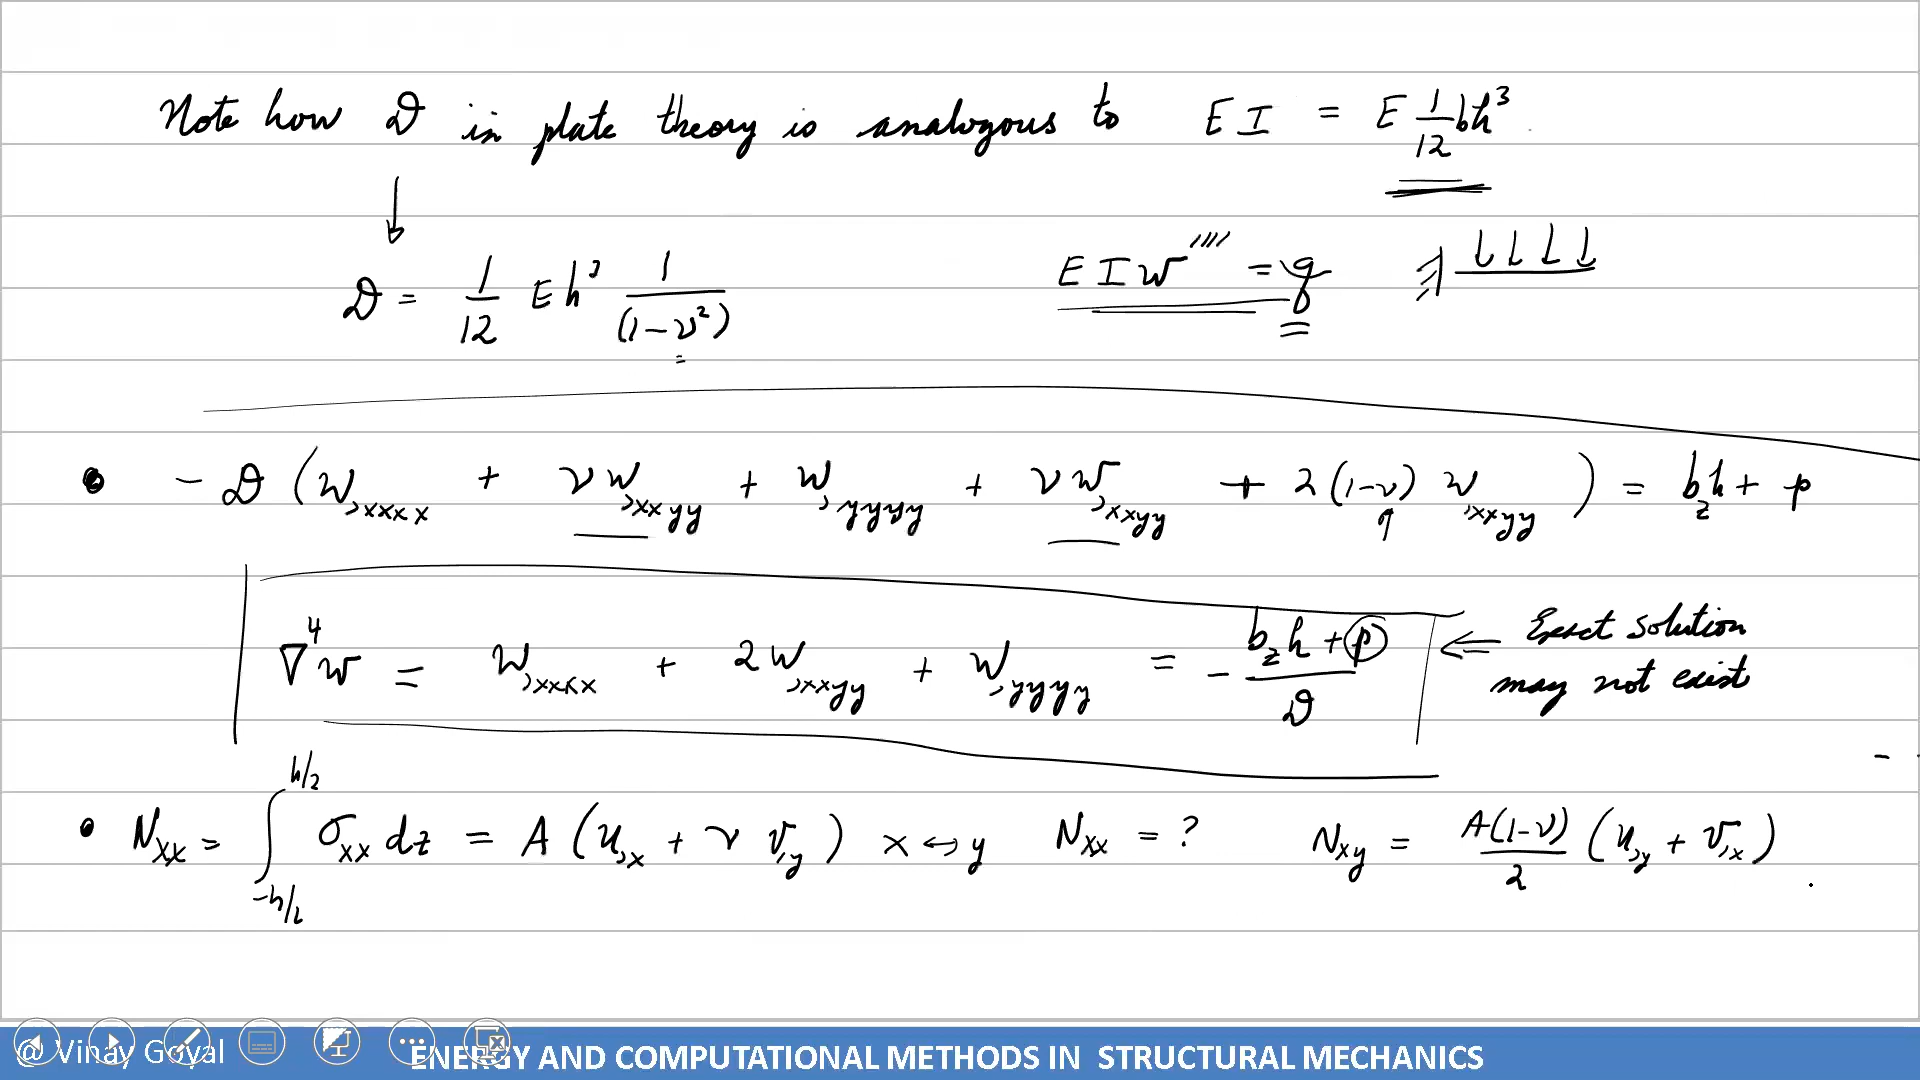 Note how D in plate theory is analogous to EI = E 1/12 bh³
D = 1/12 Eh³ 1/(1-ν²)
EIw'''' = q
- D (w,xxxx + νw,xxyy + w,yyyy + νw,xxyy + 2(1-ν) w,xxyy) = b_z h + p
∇⁴w = w,xxxx + 2w,xxyy + w,yyyy = - (b_z h + p)/D ⇐ Exact solution
may not exist
N_xx = ∫_{-h/2}^{h/2} σ_xx dz = A (u,x + ν v,y) x ↔ y N_xx = ? N_xy = A(1-ν)/2 (u,y + v,x)
@ Vinay Goyal
ENERGY AND COMPUTATIONAL METHODS IN STRUCTURAL MECHANICS